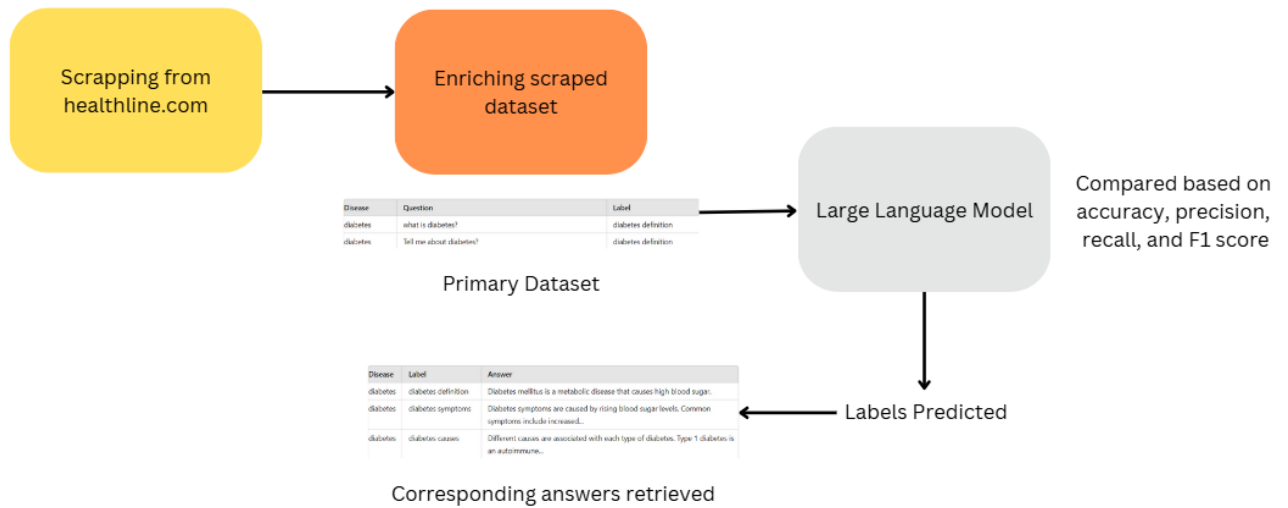 Scrapping from
healthline.com
Enriching scraped
dataset
Disease Question Label
diabetes what is diabetes? diabetes definition
diabetes Tell me about diabetes? diabetes definition
Primary Dataset
Large Language Model
Compared based on
accuracy, precision,
recall, and F1 score
Labels Predicted
Disease Label Answer
diabetes diabetes definition Diabetes mellitus is a metabolic disease that causes high blood sugar.
diabetes diabetes symptoms Diabetes symptoms are caused by rising blood sugar levels. Common
symptoms include increased...
diabetes diabetes causes Different causes are associated with each type of diabetes. Type 1 diabetes is
an autoimmune...
Corresponding answers retrieved